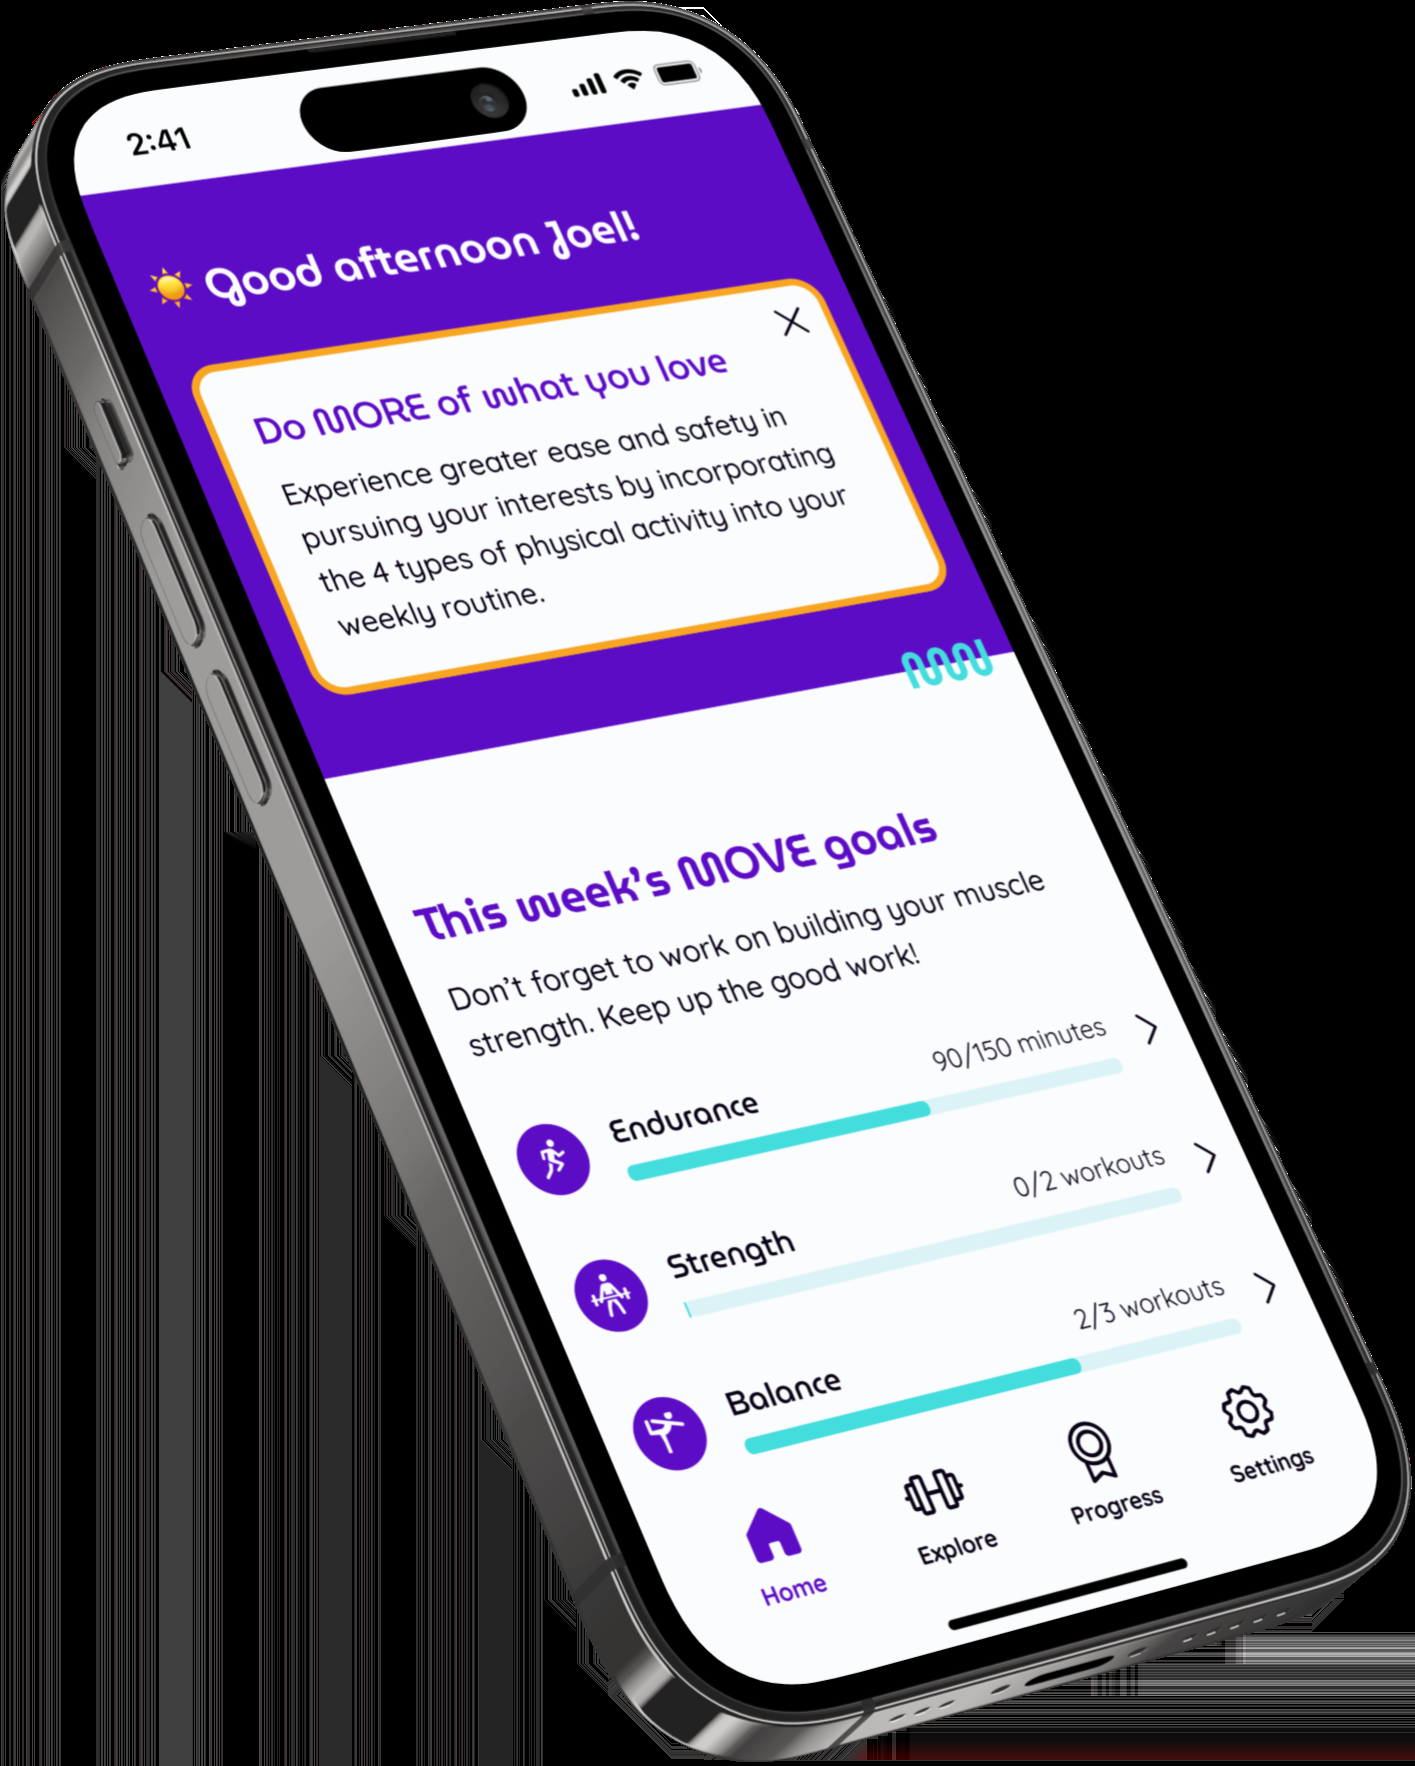 2:41
Good afternoon Joel!
Do MORE of what you love
Experience greater ease and safety in
pursuing your interests by incorporating
the 4 types of physical activity into your
weekly routine.
This week's MOVE goals
Don't forget to work on building your muscle
strength. Keep up the good work!
Endurance
90/150 minutes
Strength
0/2 workouts
Balance
2/3 workouts
Home
Explore
Progress
Settings